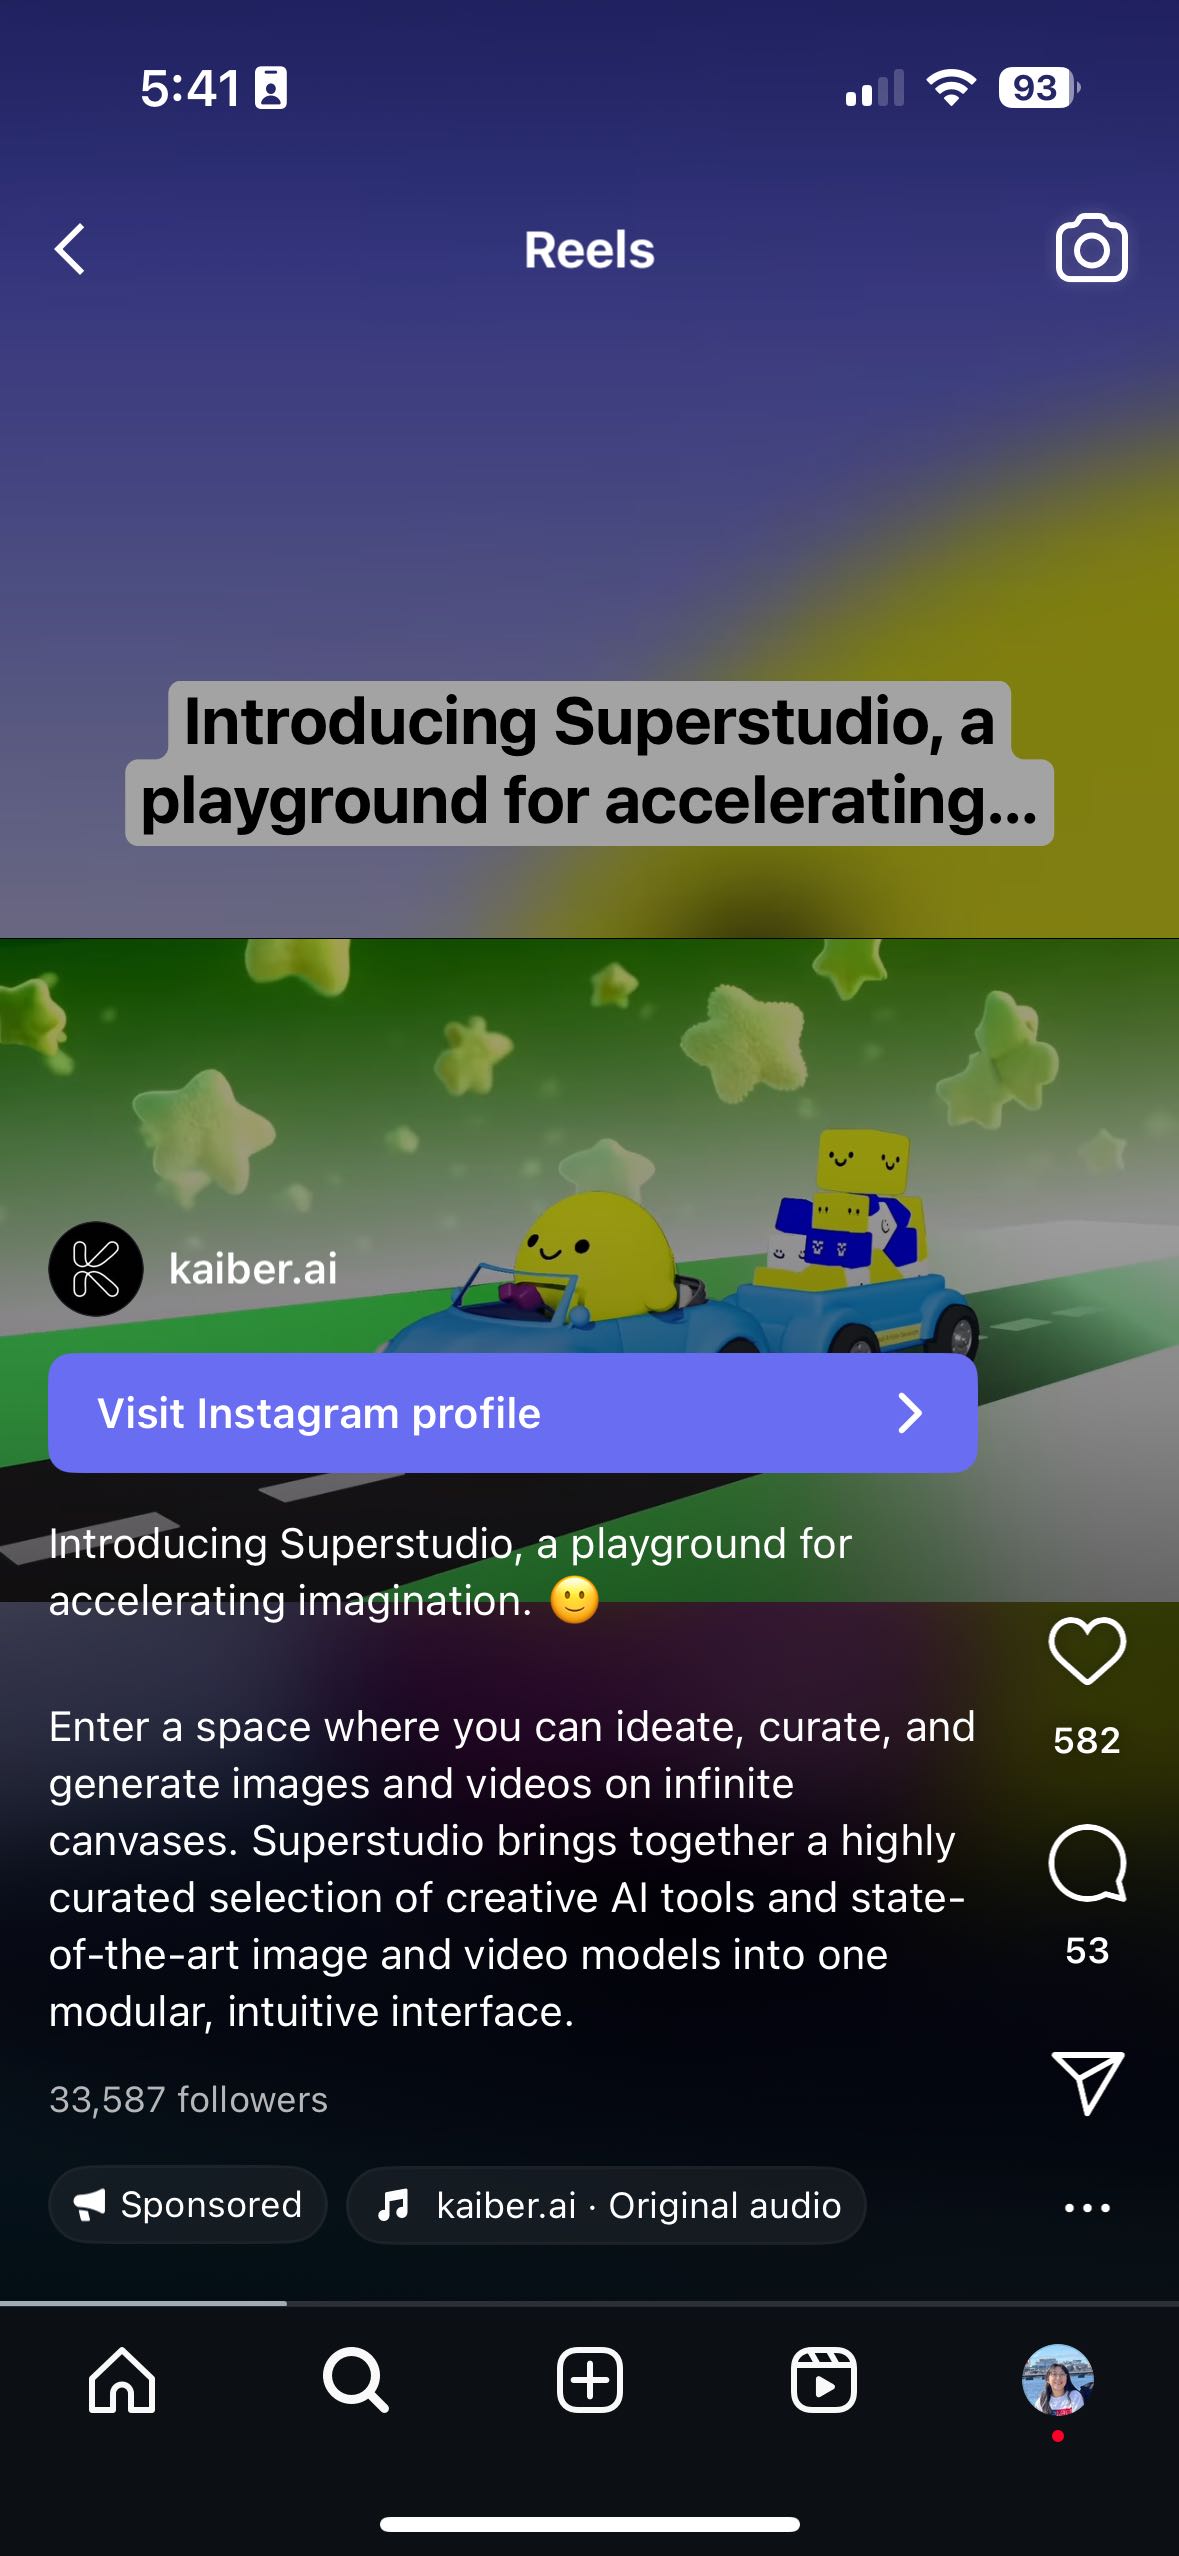 5:41
93
Reels
Introducing Superstudio, a
playground for accelerating...
kaiber.ai
Visit Instagram profile
Introducing Superstudio, a playground for
accelerating imagination. 🙂
Enter a space where you can ideate, curate, and
generate images and videos on infinite
canvases. Superstudio brings together a highly
curated selection of creative AI tools and state-
of-the-art image and video models into one
modular, intuitive interface.
582
53
33,587 followers
Sponsored
kaiber.ai · Original audio